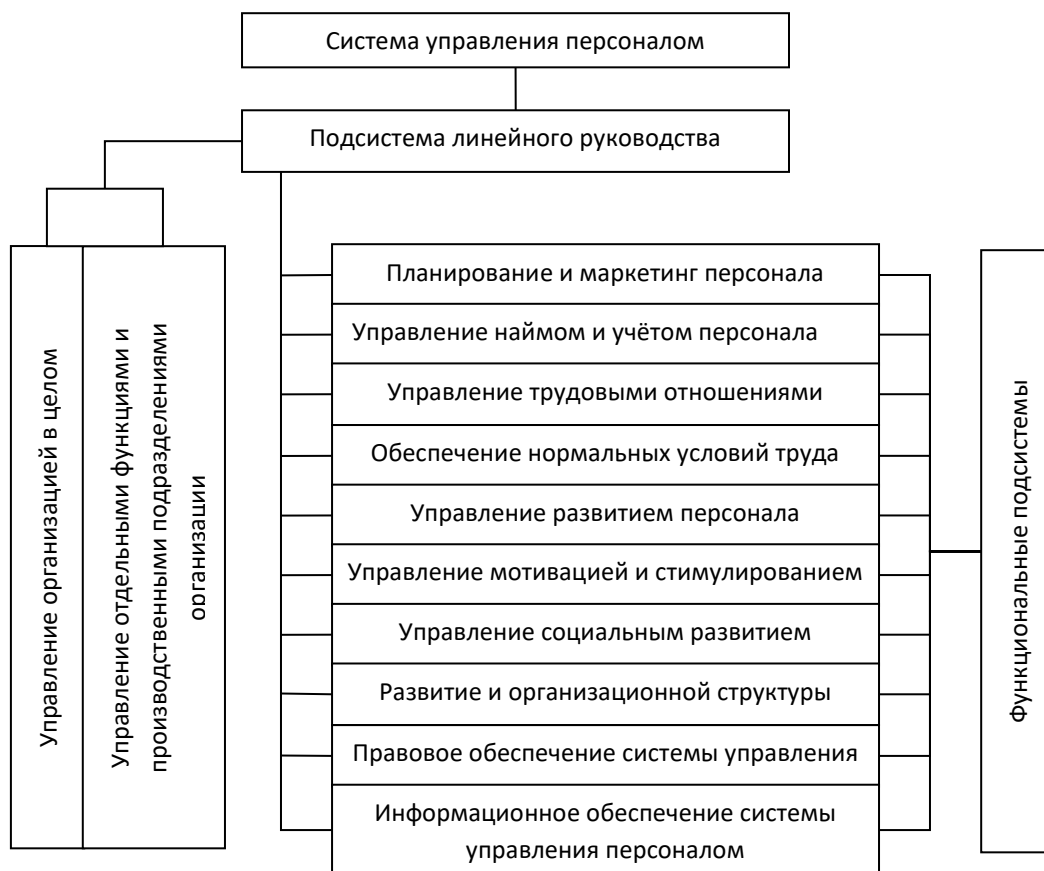 Система управления персоналом
Подсистема линейного руководства
Управление организацией в целом
Управление отдельными функциями и
производственными подразделениями
организации
Планирование и маркетинг персонала
Управление наймом и учётом персонала
Управление трудовыми отношениями
Обеспечение нормальных условий труда
Управление развитием персонала
Управление мотивацией и стимулированием
Управление социальным развитием
Развитие и организационной структуры
Правовое обеспечение системы управления
Информационное обеспечение системы
управления персоналом
Функциональные подсистемы